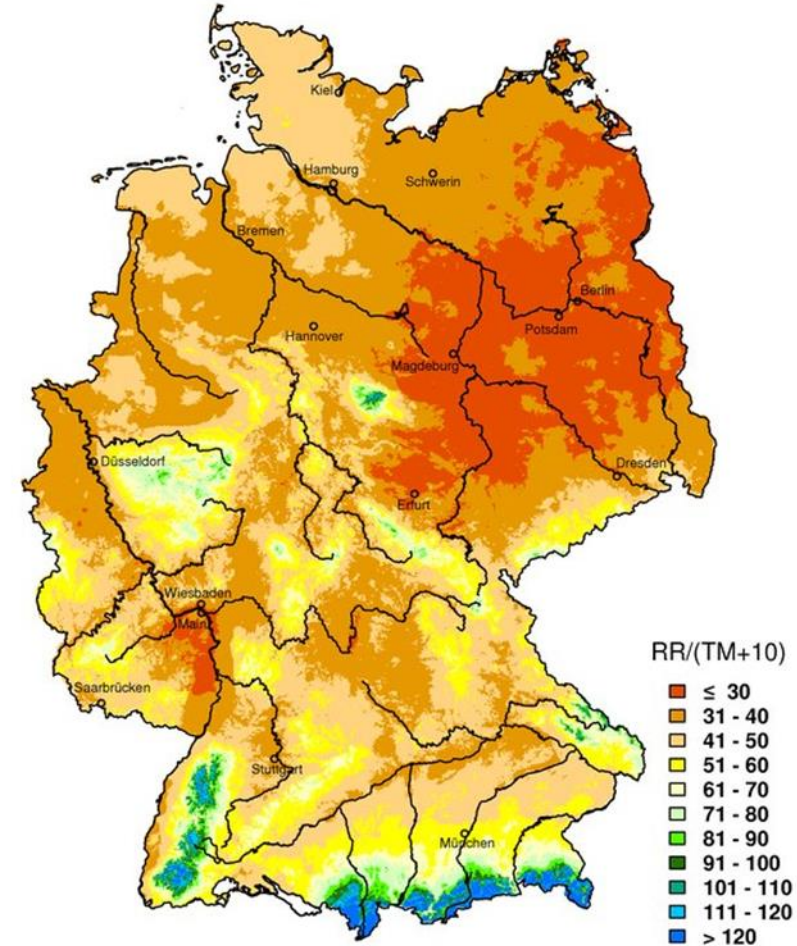 Kiel
Hamburg
Schwerin
Bremen
Berlin
Hannover
Potsdam
Magdeburg
Düsseldorf
Dresden
Erfurt
Wiesbaden
Mainz
RR/(TM+10)
Saarbrücken
≤ 30
31 - 40
41 - 50
51 - 60
Stuttgart
61 - 70
71 - 80
81 - 90
München
91 - 100
101 - 110
111 - 120
> 120